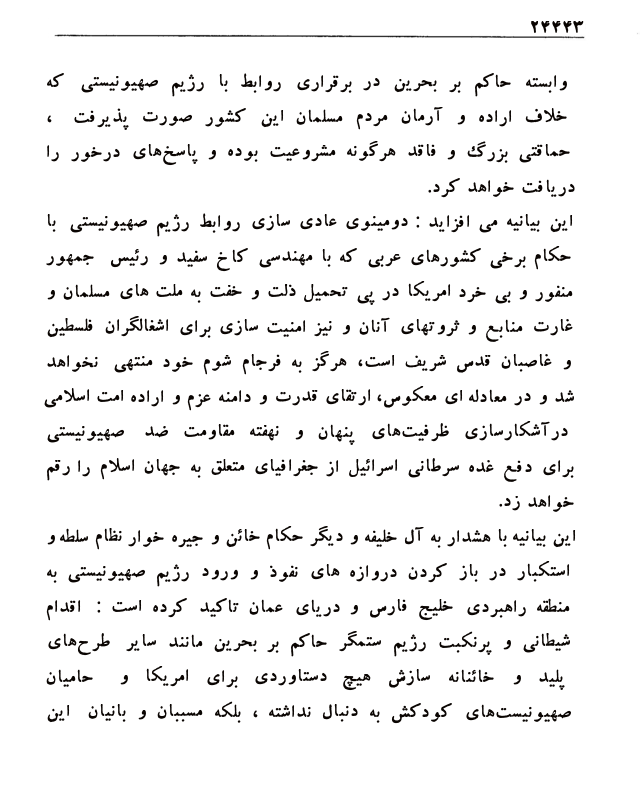 ۲۴۴۴۳
وابسته حاکم بر بحرین در برقراری روابط با رژیم صهیونیستی که
خلاف اراده و آرمان مردم مسلمان این کشور صورت پذیرفت ،
حماقتی بزرگ و فاقد هرگونه مشروعیت بوده و پاسخ‌های درخور را
دریافت خواهد کرد.
این بیانیه می افزاید : دومینوی عادی سازی روابط رژیم صهیونیستی با
حکام برخی کشورهای عربی که با مهندسی کاخ سفید و رئیس جمهور
منفور و بی خرد امریکا در پی تحمیل ذلت و خفت به ملت های مسلمان و
غارت منابع و ثروتهای آنان و نیز امنیت سازی برای اشغالگران فلسطین
و غاصبان قدس شریف است، هرگز به فرجام شوم خود منتهی نخواهد
شد و در معادله ای معکوس، ارتقای قدرت و دامنه عزم و اراده امت اسلامی
درآشکارسازی ظرفیت‌های پنهان و نهفته مقاومت ضد صهیونیستی
برای دفع غده سرطانی اسرائیل از جغرافیای متعلق به جهان اسلام را رقم
خواهد زد.
این بیانیه با هشدار به آل خلیفه و دیگر حکام خائن و جیره خوار نظام سلطه و
استکبار در باز کردن دروازه های نفوذ و ورود رژیم صهیونیستی به
منطقه راهبردی خلیج فارس و دریای عمان تاکید کرده است : اقدام
شیطانی و پرنکبت رژیم ستمگر حاکم بر بحرین مانند سایر طرح‌های
پلید و خائنانه سازش هیچ دستاوردی برای امریکا و حامیان
صهیونیست‌های کودکش به دنبال نداشته ، بلکه مسببان و بانیان این